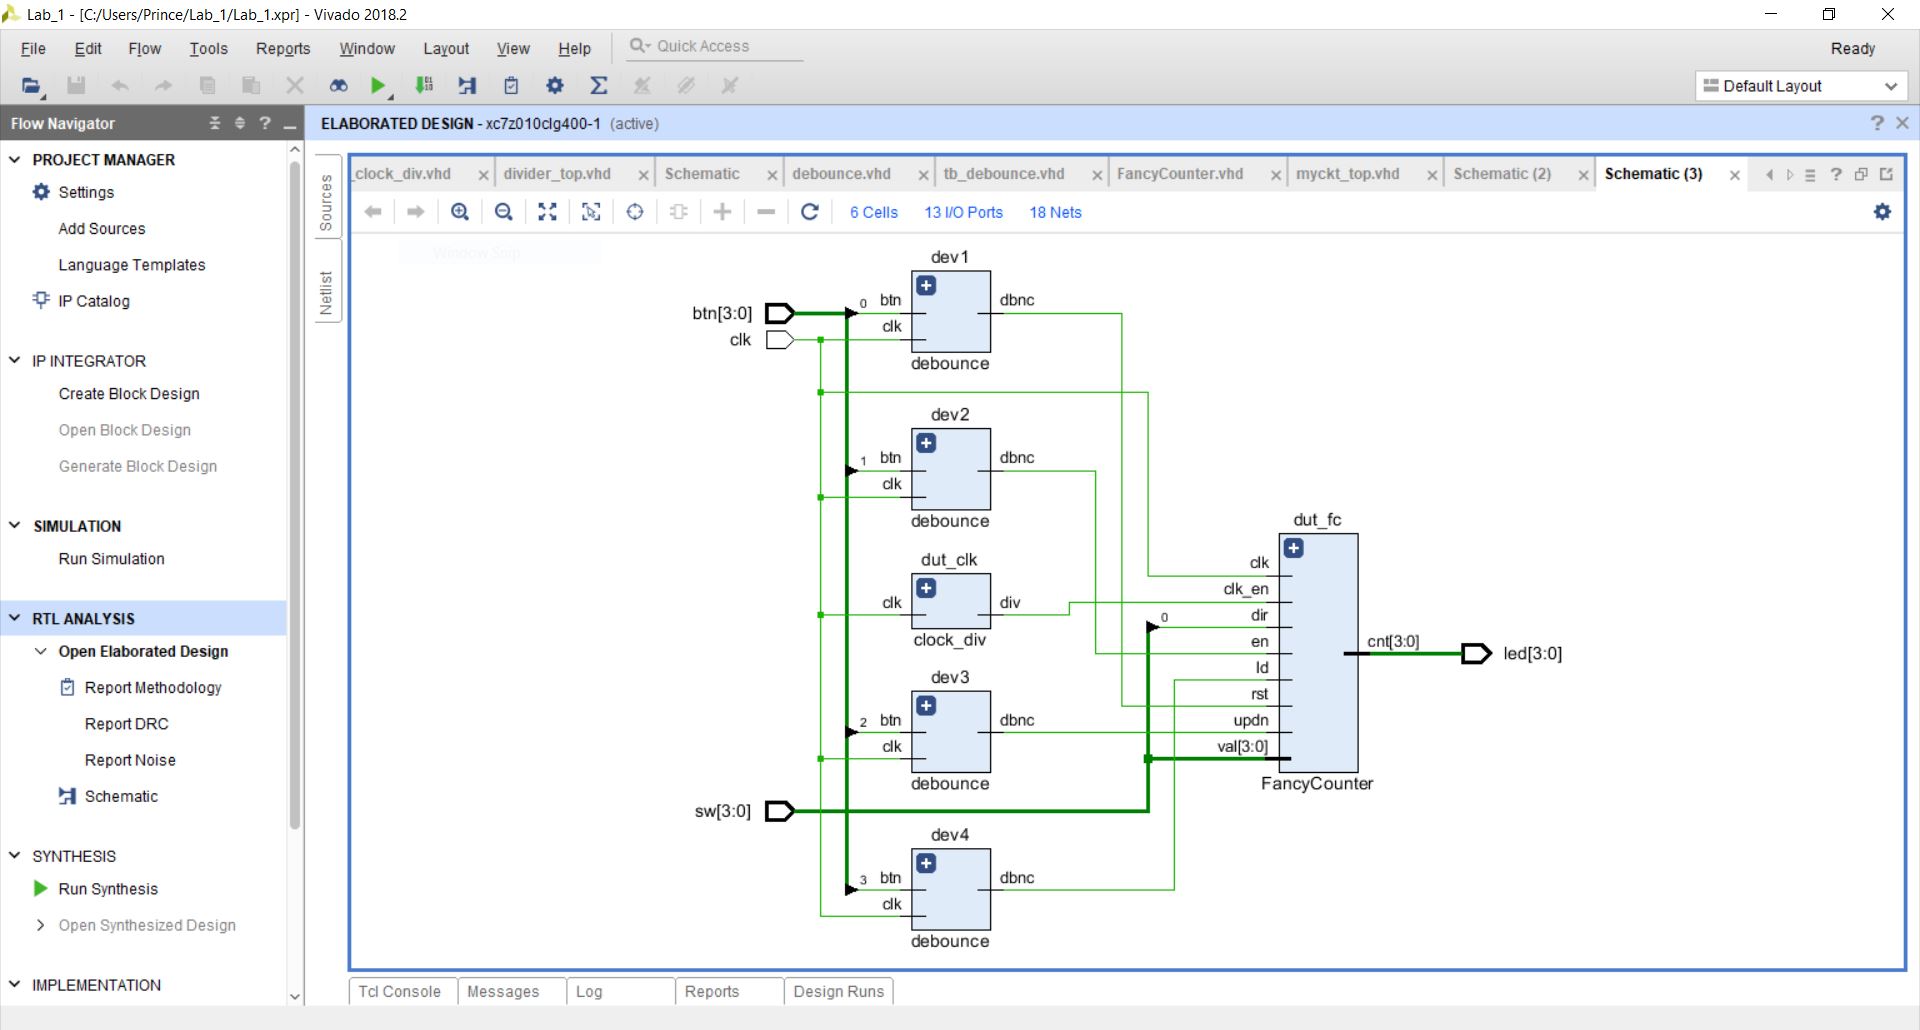 Lab_1 - [C:/Users/Prince/Lab_1/Lab_1.xpr] - Vivado 2018.2
File Edit Flow Tools Reports Window Layout View Help Quick Access Ready
Default Layout
Flow Navigator
ELABORATED DESIGN - xc7z010clg400-1 (active)
PROJECT MANAGER
Settings
Add Sources
Language Templates
IP Catalog
IP INTEGRATOR
Create Block Design
Open Block Design
Generate Block Design
SIMULATION
Run Simulation
RTL ANALYSIS
Open Elaborated Design
Report Methodology
Report DRC
Report Noise
Schematic
SYNTHESIS
Run Synthesis
Open Synthesized Design
IMPLEMENTATION
Sources
Netlist
_clock_div.vhd divider_top.vhd Schematic debounce.vhd tb_debounce.vhd FancyCounter.vhd myckt_top.vhd Schematic (2) Schematic (3)
6 Cells 13 I/O Ports 18 Nets
Window Snip
dev1
btn[3:0] 0 btn dbnc
clk clk
debounce
dev2
1 btn dbnc
clk
debounce
dut_clk
clk div
clock_div
dev3
2 btn dbnc
clk
debounce
sw[3:0]
dev4
3 btn dbnc
clk
debounce
dut_fc
clk
clk_en
0 dir
en
ld
rst
updn
val[3:0]
cnt[3:0] led[3:0]
FancyCounter
Tcl Console Messages Log Reports Design Runs